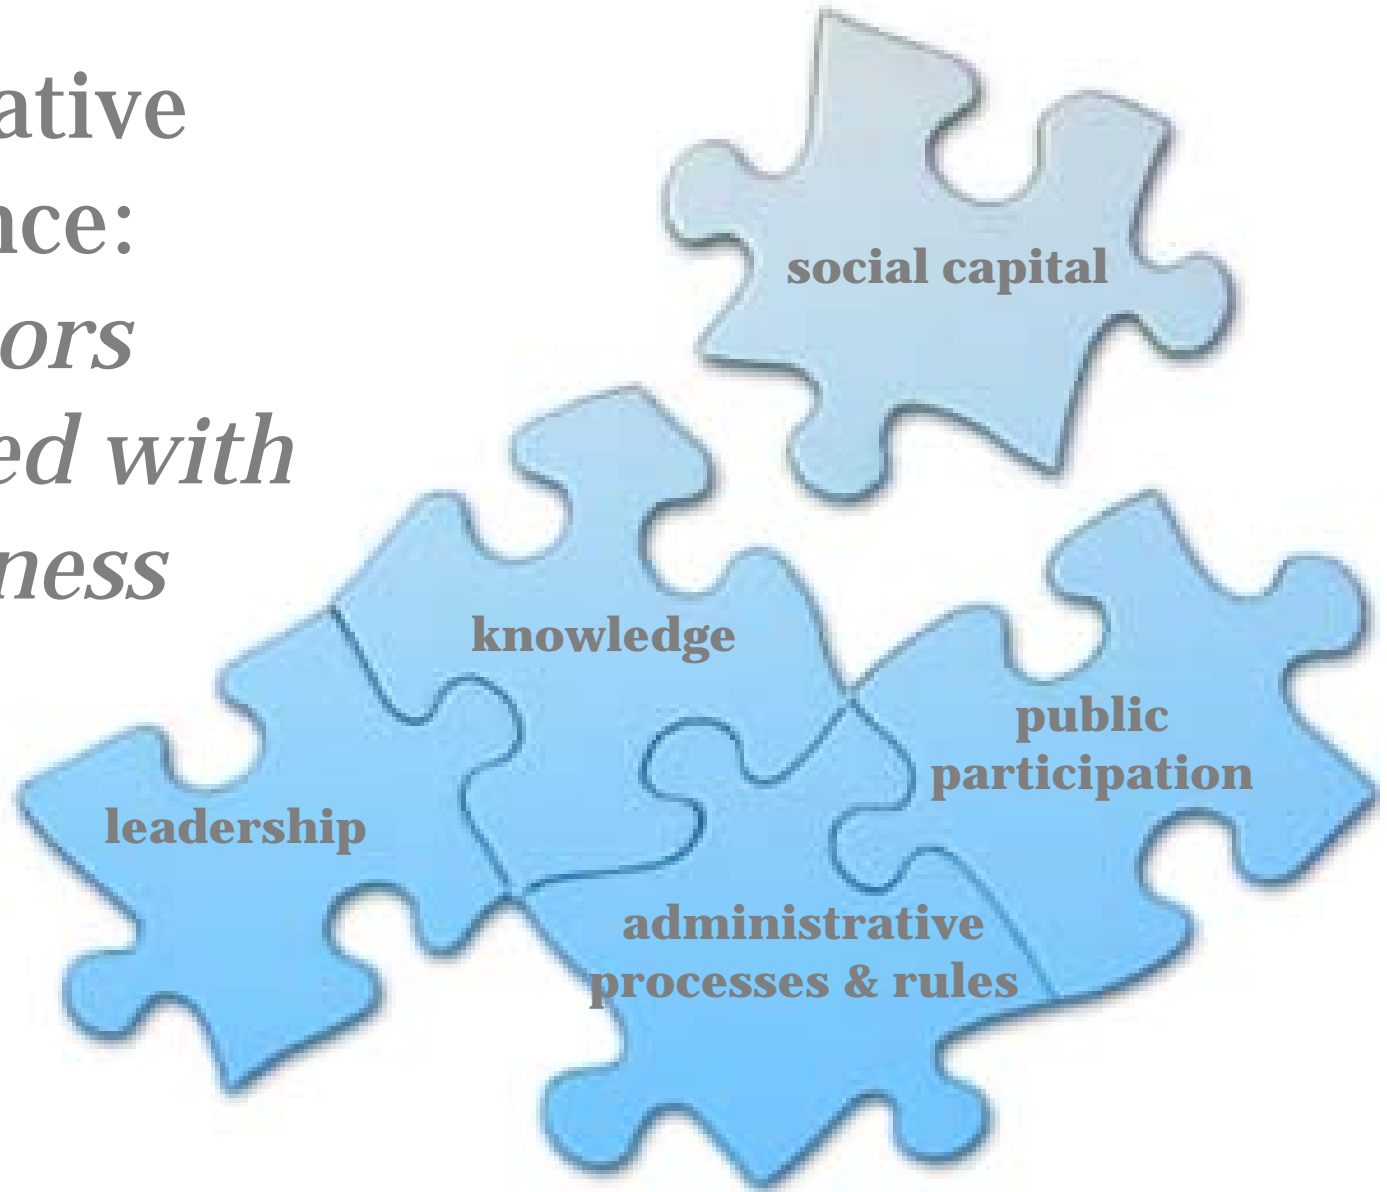 ative
nce:
ors
ed with
ness
social capital
knowledge
public
participation
leadership
administrative
processes & rules